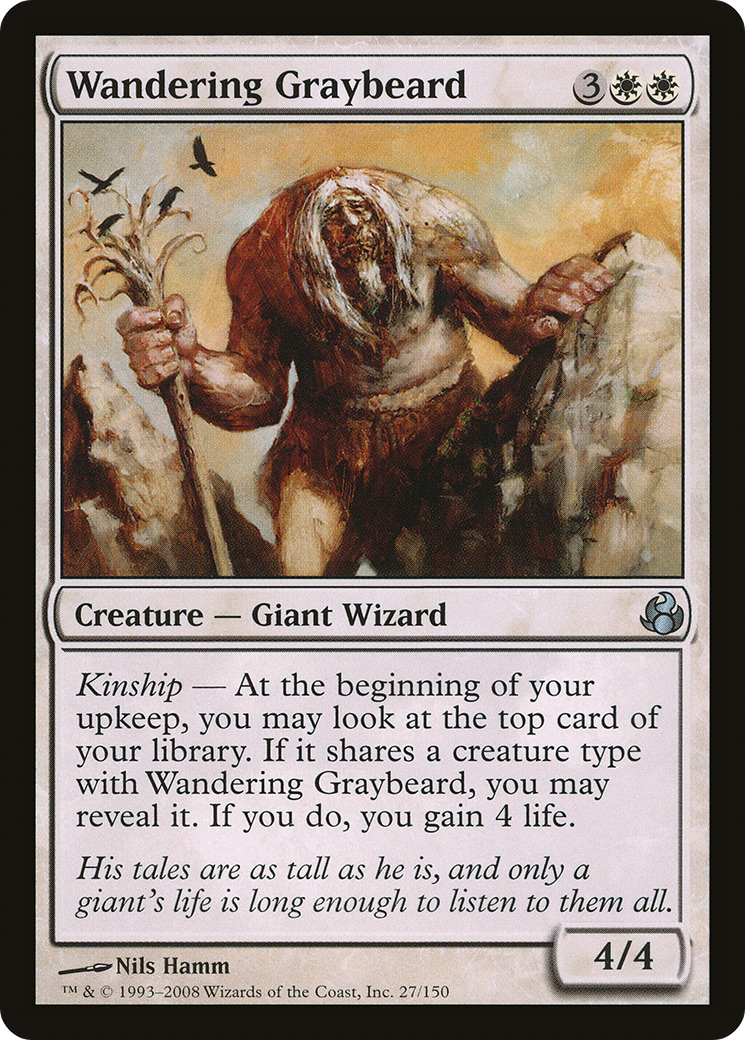 Wandering Graybeard 3
Creature — Giant Wizard
Kinship — At the beginning of your
upkeep, you may look at the top card of
your library. If it shares a creature type
with Wandering Graybeard, you may
reveal it. If you do, you gain 4 life.
His tales are as tall as he is, and only a
giant's life is long enough to listen to them all.
4/4
Nils Hamm
™ & © 1993–2008 Wizards of the Coast, Inc. 27/150